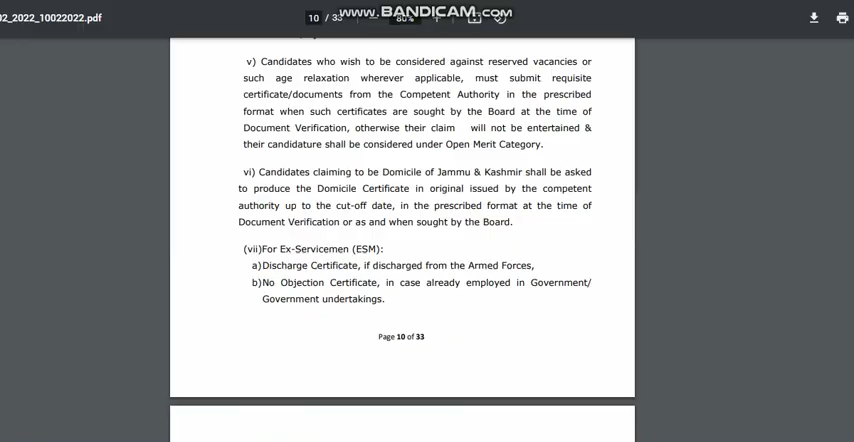 02_2022_10022022.pdf
10 / 33
80%
www.BANDICAM.com
v) Candidates who wish to be considered against reserved vacancies or
such age relaxation wherever applicable, must submit requisite
certificate/documents from the Competent Authority in the prescribed
format when such certificates are sought by the Board at the time of
Document Verification, otherwise their claim will not be entertained &
their candidature shall be considered under Open Merit Category.
vi) Candidates claiming to be Domicile of Jammu & Kashmir shall be asked
to produce the Domicile Certificate in original issued by the competent
authority up to the cut-off date, in the prescribed format at the time of
Document Verification or as and when sought by the Board.
(vii)For Ex-Servicemen (ESM):
a)Discharge Certificate, if discharged from the Armed Forces,
b)No Objection Certificate, in case already employed in Government/
Government undertakings.
Page 10 of 33